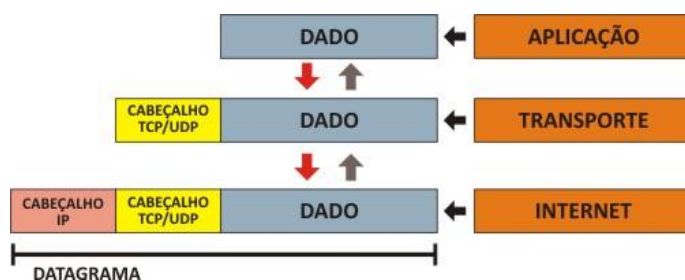 DADO
APLICAÇÃO
CABEÇALHO
TCP/UDP
DADO
TRANSPORTE
CABEÇALHO
IP
CABEÇALHO
TCP/UDP
DADO
INTERNET
DATAGRAMA